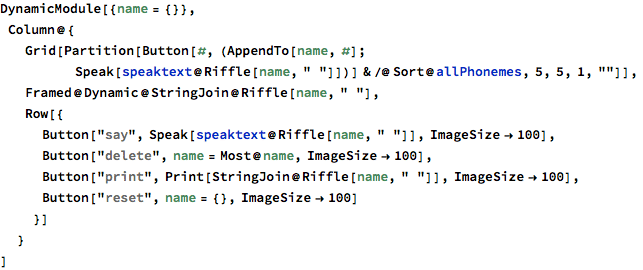 DynamicModule[{name = {}},
Column@{
Grid[Partition[Button[#, (AppendTo[name, #];
Speak[speaktext@Riffle[name, " "]])] & /@ Sort@allPhonemes, 5, 5, 1, ""]],
Framed@Dynamic@StringJoin@Riffle[name, " "],
Row[{
Button["say", Speak[speaktext@Riffle[name, " "]], ImageSize → 100],
Button["delete", name = Most@name, ImageSize → 100],
Button["print", Print[StringJoin@Riffle[name, " "]], ImageSize → 100],
Button["reset", name = {}, ImageSize → 100]
}]
}
]